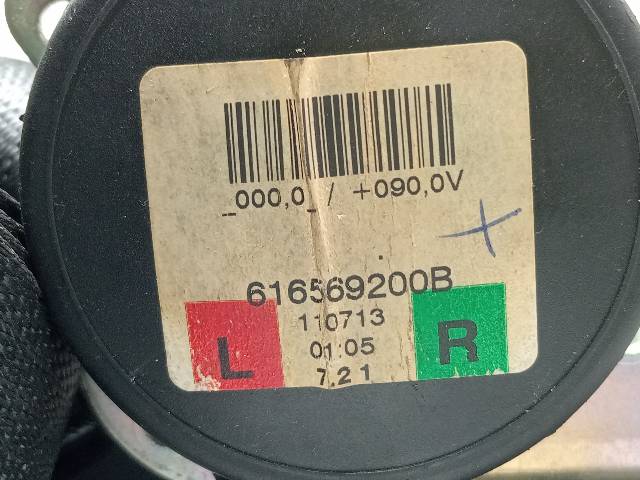 _000,0_/ +090,0V
616569200B
110713
01:05
7.21
L
R